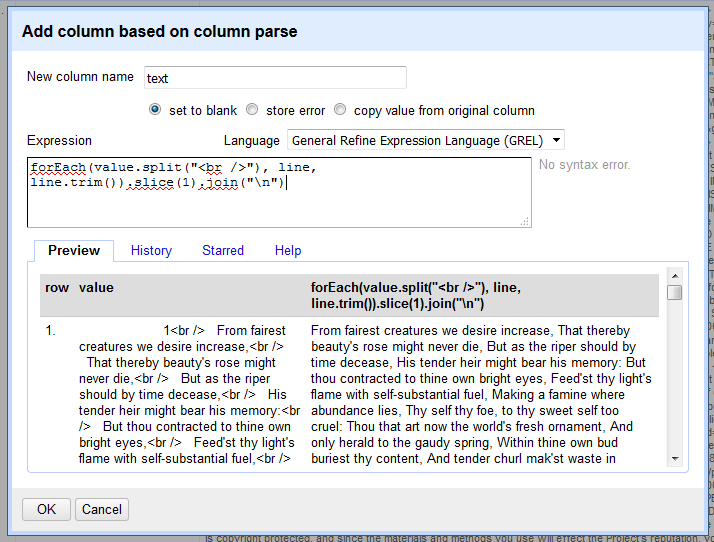 Add column based on column parse
New column name text
set to blank store error copy value from original column
Expression Language General Refine Expression Language (GREL)
forEach(value.split("<br />"), line,
line.trim()).slice(1).join("\n")
No syntax error.
Preview History Starred Help
row value forEach(value.split("<br />"), line,
line.trim()).slice(1).join("\n")
1. 1<br /> From fairest
creatures we desire increase,<br />
That thereby beauty's rose might
never die,<br /> But as the riper
should by time decease,<br />
His
tender heir might bear his memory:<br
/> But thou contracted to thine own
bright eyes,<br /> Feed'st thy light's
flame with self-substantial fuel,<br />
From fairest creatures we desire increase, That thereby
beauty's rose might never die, But as the riper should by
time decease, His tender heir might bear his memory: But
thou contracted to thine own bright eyes, Feed'st thy light's
flame with self-substantial fuel, Making a famine where
abundance lies, Thy self thy foe, to thy sweet self too
cruel: Thou that art now the world's fresh ornament, And
only herald to the gaudy spring, Within thine own bud
buriest thy content, And tender churl mak'st waste in
OK Cancel
is copyright protected, and since the materials and methods you use will effect the Project's reputation,